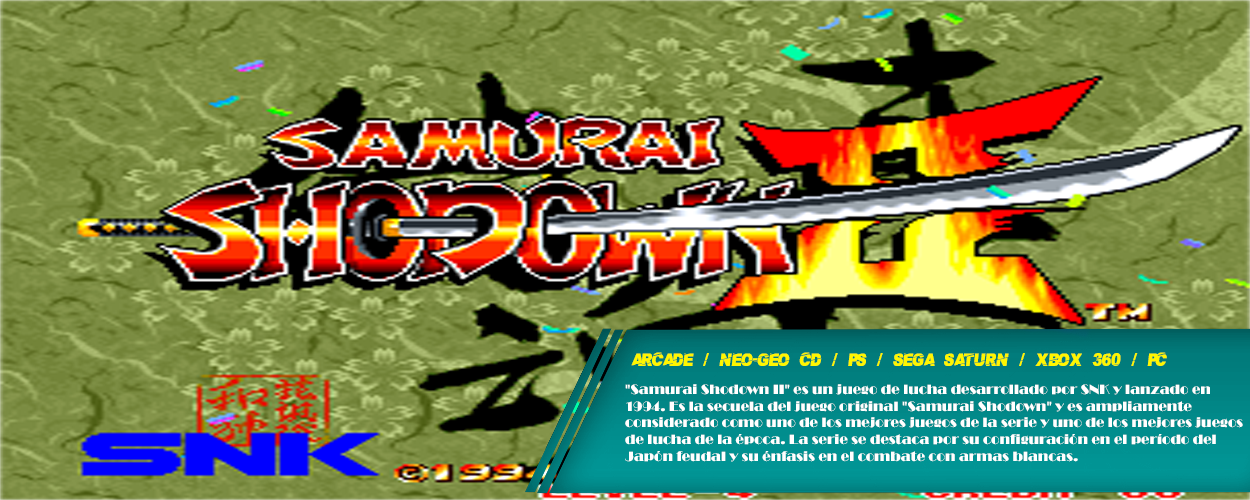 SAMURAI
SHODOWN II
TM
SNK
©1994
ARCADE / NEO-GEO CD / PS / SEGA SATURN / XBOX 360 / PC
"Samurai Shodown II" es un juego de lucha desarrollado por SNK y lanzado en
1994. Es la secuela del juego original "Samurai Shodown" y es ampliamente
considerado como uno de los mejores juegos de la serie y uno de los mejores juegos
de lucha de la época. La serie se destaca por su configuración en el período del
Japón feudal y su énfasis en el combate con armas blancas.